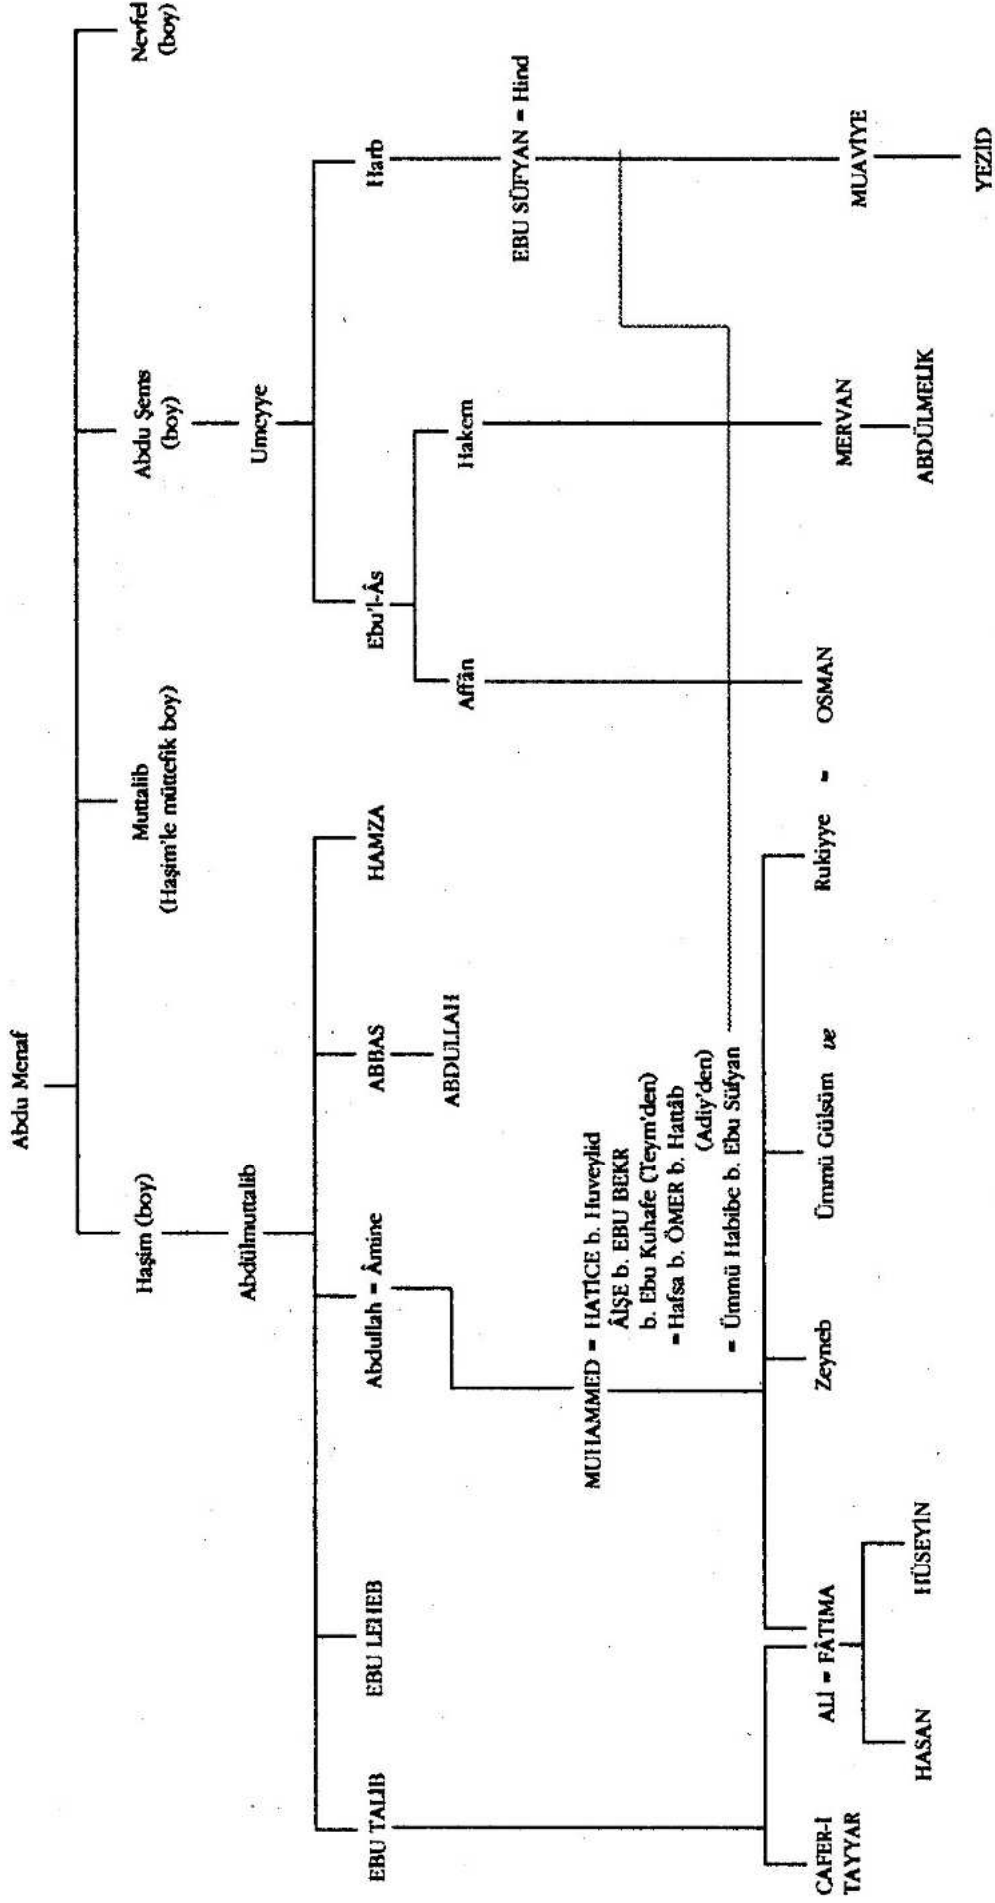 Abdu Menaf
Haşim (boy)
Muttalib
(Haşim'le müttefik boy)
Abdu Şems
(boy)
Nevfel
(boy)
Abdülmuttalib
Umeyye
EBU TALİB
EBU LEHEB
Abdullah = Âmine
ABBAS
HAMZA
Ebu'l-Âs
Harb
ABDULLAH
Affân
Hakem
EBU SÜFYAN = Hind
MUHAMMED = HATİCE b. Huveylid
ÂİŞE b. EBU BEKR
b. Ebu Kuhafe (Teym'den)
= Hafsa b. ÖMER b. Hattâb
(Adiy'den)
= Ümmü Habibe b. Ebu Süfyan
CAFER-İ
TAYYAR
ALİ = FÂTIMA
Zeyneb
Ümmü Gülsüm ve
Rukiyye = OSMAN
MERVAN
MUAVİYE
HASAN
HÜSEYİN
ABDÜLMELİK
YEZİD